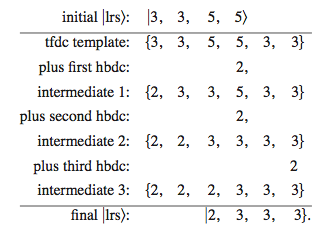 initial |lrs⟩: |3, 3, 5, 5⟩
tfdc template: {3, 3, 5, 5, 3, 3}
plus first hbdc: 2,
intermediate 1: {2, 3, 3, 5, 3, 3}
plus second hbdc: 2,
intermediate 2: {2, 2, 3, 3, 3, 3}
plus third hbdc: 2
intermediate 3: {2, 2, 2, 3, 3, 3}
final |lrs⟩: |2, 3, 3, 3}.